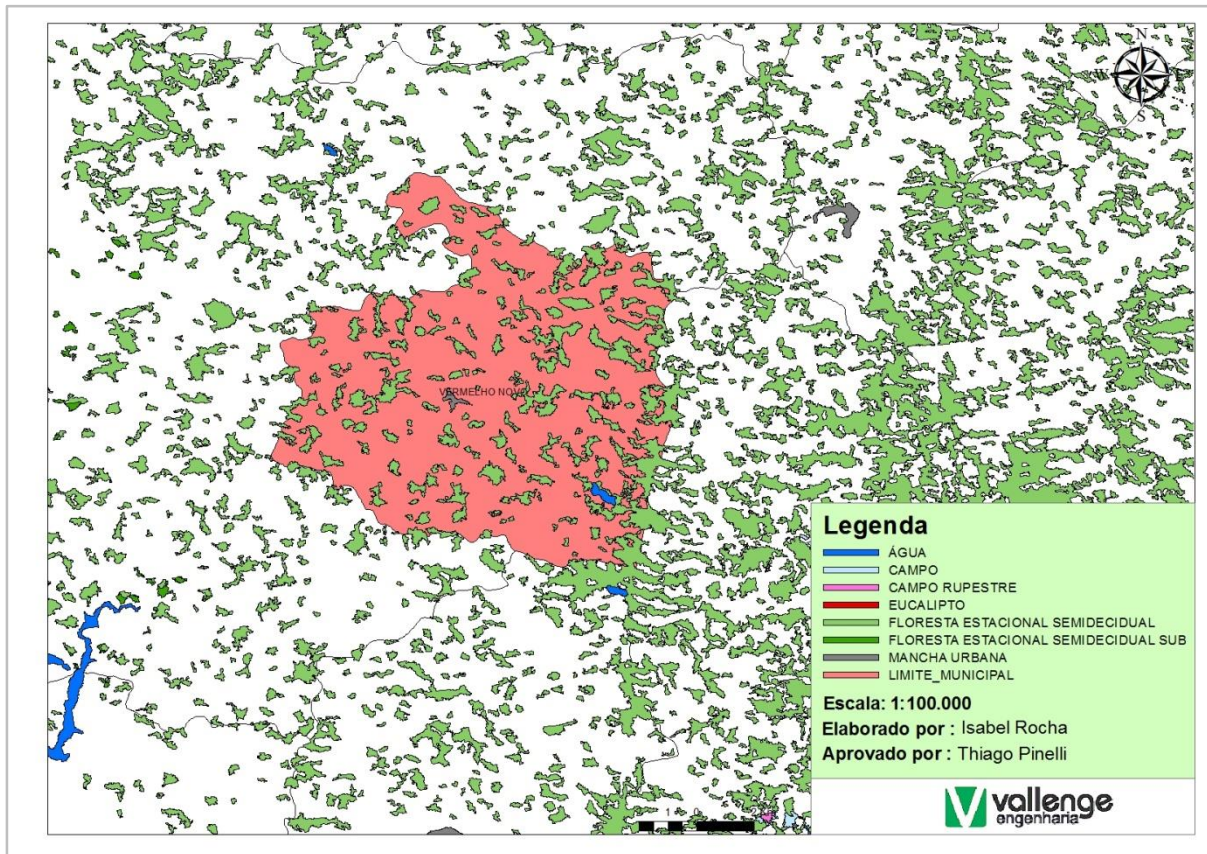 N
S
VERMELHO NOVO
Legenda
ÁGUA
CAMPO
CAMPO RUPESTRE
EUCALIPTO
FLORESTA ESTACIONAL SEMIDECIDUAL
FLORESTA ESTACIONAL SEMIDECIDUAL SUB
MANCHA URBANA
LIMITE_MUNICIPAL
Escala: 1:100.000
Elaborado por : Isabel Rocha
Aprovado por : Thiago Pinelli
vallenge
engenharia
1